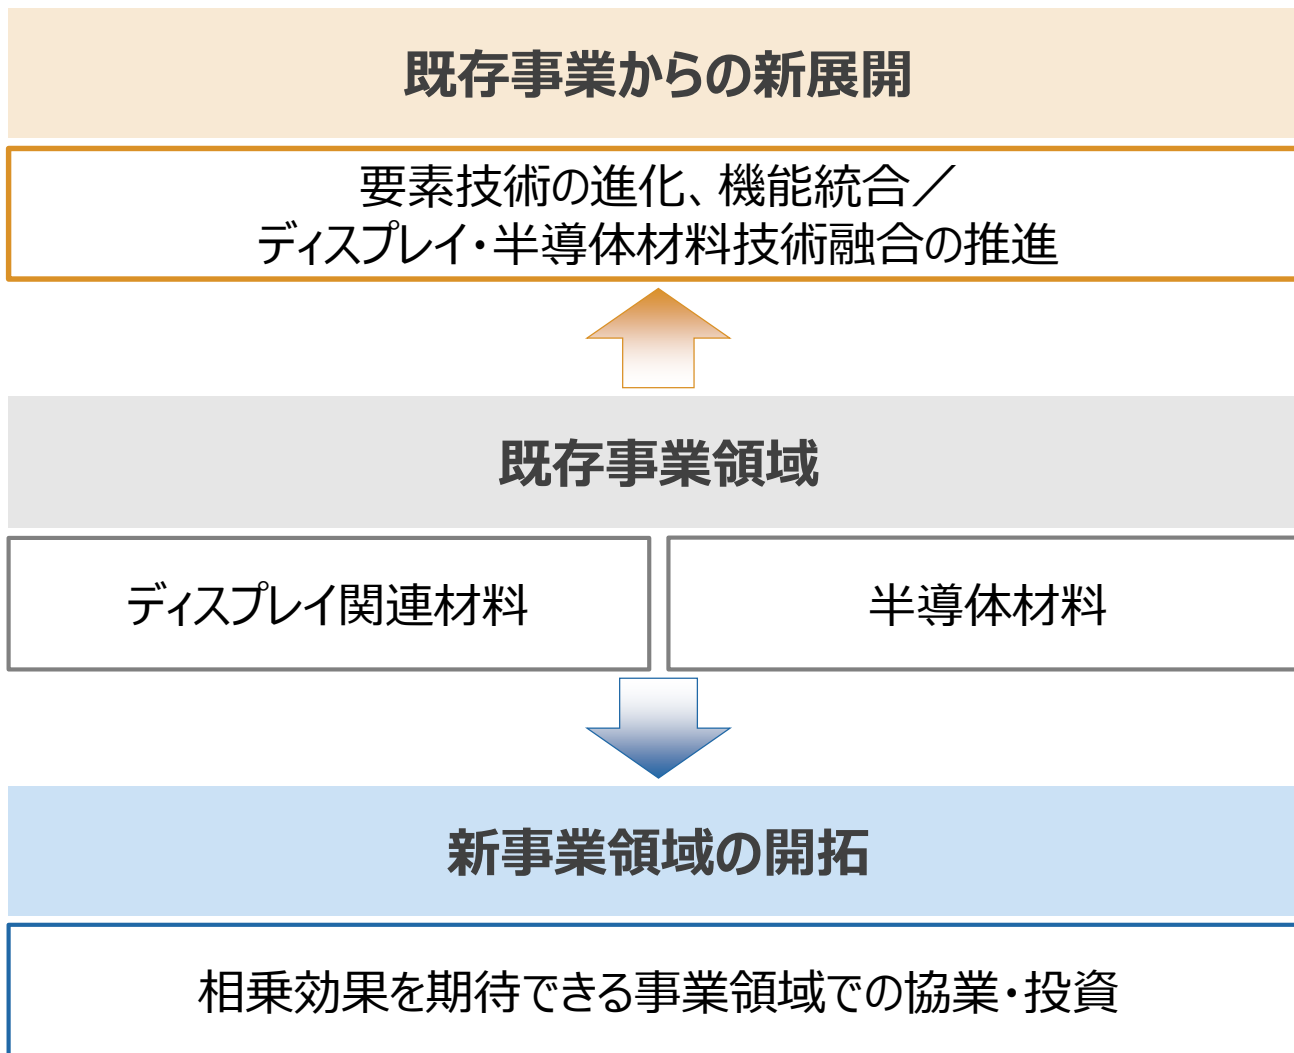 既存事業からの新展開
要素技術の進化、機能統合／
ディスプレイ・半導体材料技術融合の推進
既存事業領域
ディスプレイ関連材料
半導体材料
新事業領域の開拓
相乗効果を期待できる事業領域での協業・投資